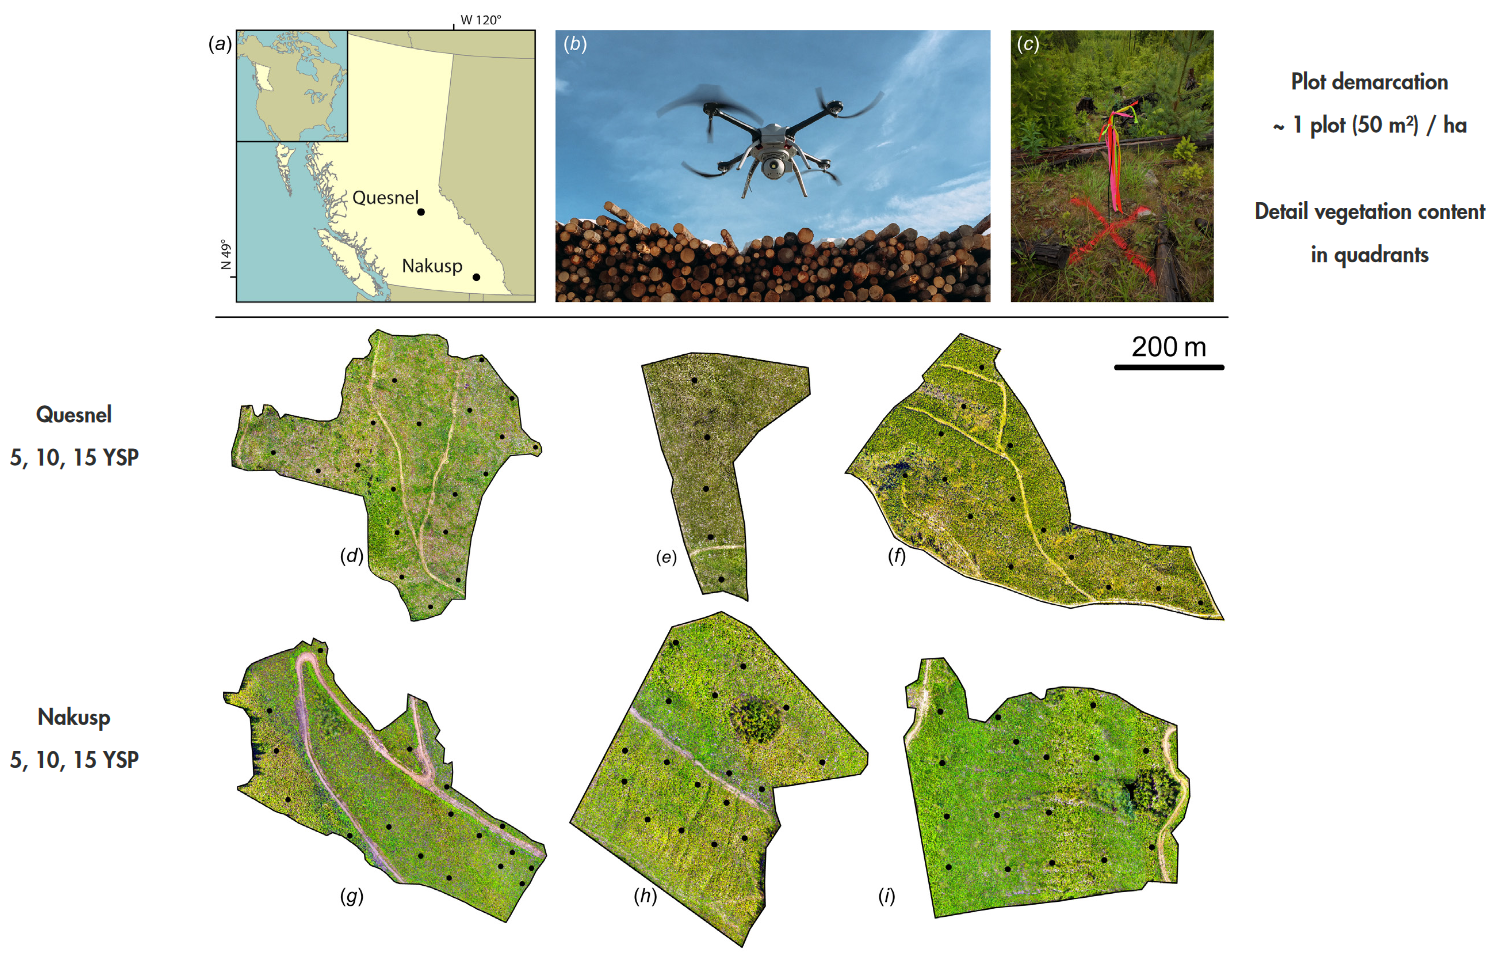 W 120°
(a)
(b)
(c)
Quesnel
Nakusp
N 49°
Plot demarcation
~ 1 plot (50 m²) / ha
Detail vegetation content
in quadrants
200 m
Quesnel
5, 10, 15 YSP
(d)
(e)
(f)
Nakusp
5, 10, 15 YSP
(g)
(h)
(i)